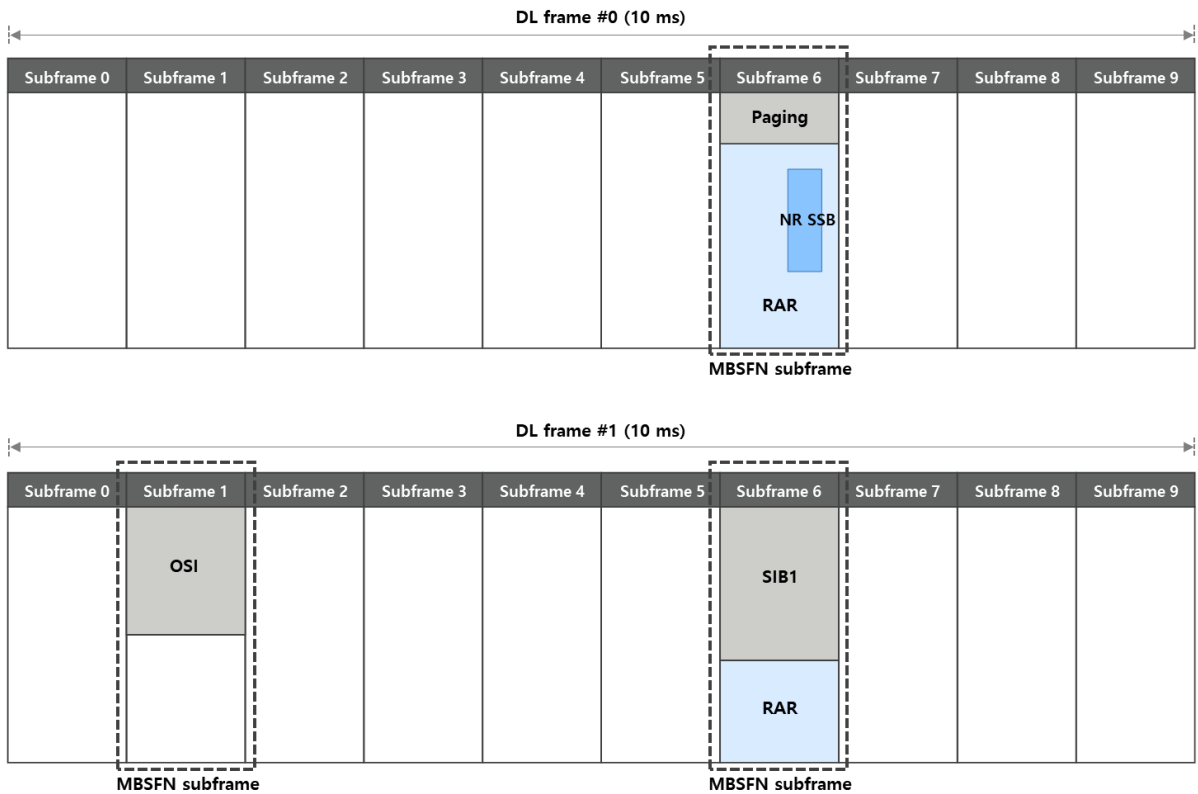 DL frame #0 (10 ms)
Subframe 0 Subframe 1 Subframe 2 Subframe 3 Subframe 4 Subframe 5 Subframe 6 Subframe 7 Subframe 8 Subframe 9
Paging
NR SSB
RAR
MBSFN subframe
DL frame #1 (10 ms)
Subframe 0 Subframe 1 Subframe 2 Subframe 3 Subframe 4 Subframe 5 Subframe 6 Subframe 7 Subframe 8 Subframe 9
OSI
SIB1
RAR
MBSFN subframe MBSFN subframe